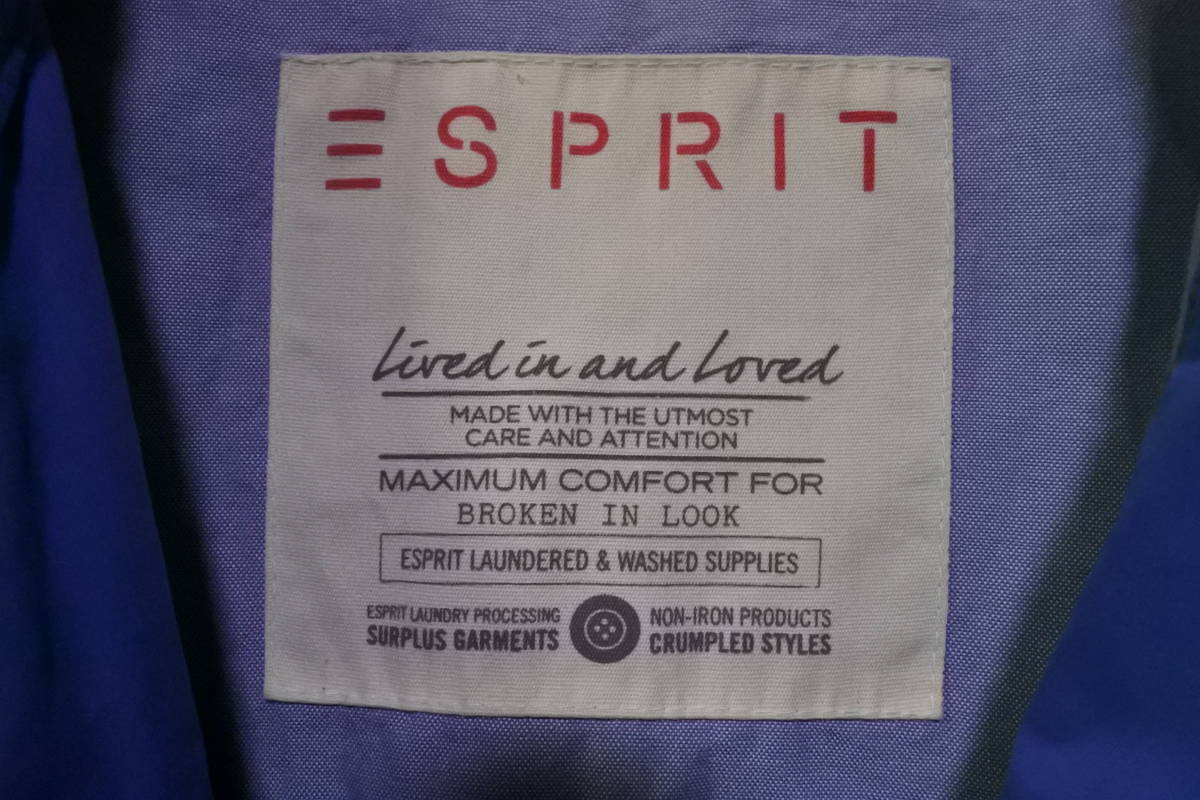 ESPRIT
Lived in and Loved
MADE WITH THE UTMOST
CARE AND ATTENTION
MAXIMUM COMFORT FOR
BROKEN IN LOOK
ESPRIT LAUNDERED & WASHED SUPPLIES
ESPRIT LAUNDRY PROCESSING
SURPLUS GARMENTS
NON-IRON PRODUCTS
CRUMPLED STYLES